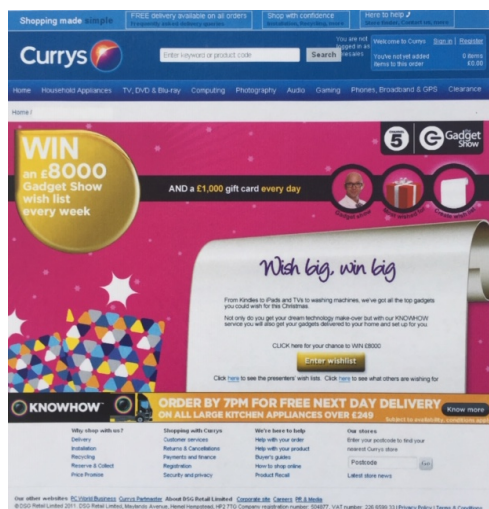 Shopping made simple
FREE delivery available on all orders
Shop with confidence
Here to help
Currys
Enter keyword or product code
Search
You are not
logged in as
Welcome to Currys Sign in | Register
You're not yet added
items to this order
0 items
£0.00
Home Household Appliances TV, DVD & Blu-ray Computing Photography Audio Gaming Phones, Broadband & GPS Clearance
Home /
WIN
an £8000
Gadget Show
wish list
every week
AND a £1,000 gift card every day
5
G
Gadget
Show
Wish big, win big
From Kindles to iPads and TVs to washing machines, we've got all the top gadgets
you could wish for this Christmas.
Not only do you get your dream technology make-over but with our KNOWHOW
service you will also get your gadgets delivered to your home and set up for you.
CLICK here for your chance to WIN £8000
Enter wishlist
Click here to see the presenters' wish lists. Click here to see what others are wishing for
KNOWHOW
ORDER BY 7PM FOR FREE NEXT DAY DELIVERY
ON ALL LARGE KITCHEN APPLIANCES OVER £249
Subject to availability, conditions apply
Know more
Why shop with us?
Delivery
Installation
Recycling
Reserve & Collect
Price Promise
Shopping with Currys
Customer services
Returns & Cancellations
Payments and finance
Registration
Security and privacy
We're here to help
Help with your order
Help with your product
Buyer's guides
How to shop online
Product Recall
Our stores
Enter your postcode to find your
nearest Currys store
Postcode
Go
Latest store news
Our other websites PC World Business Currys Partmaster About DSG Retail Limited Corporate site Careers PR & Media